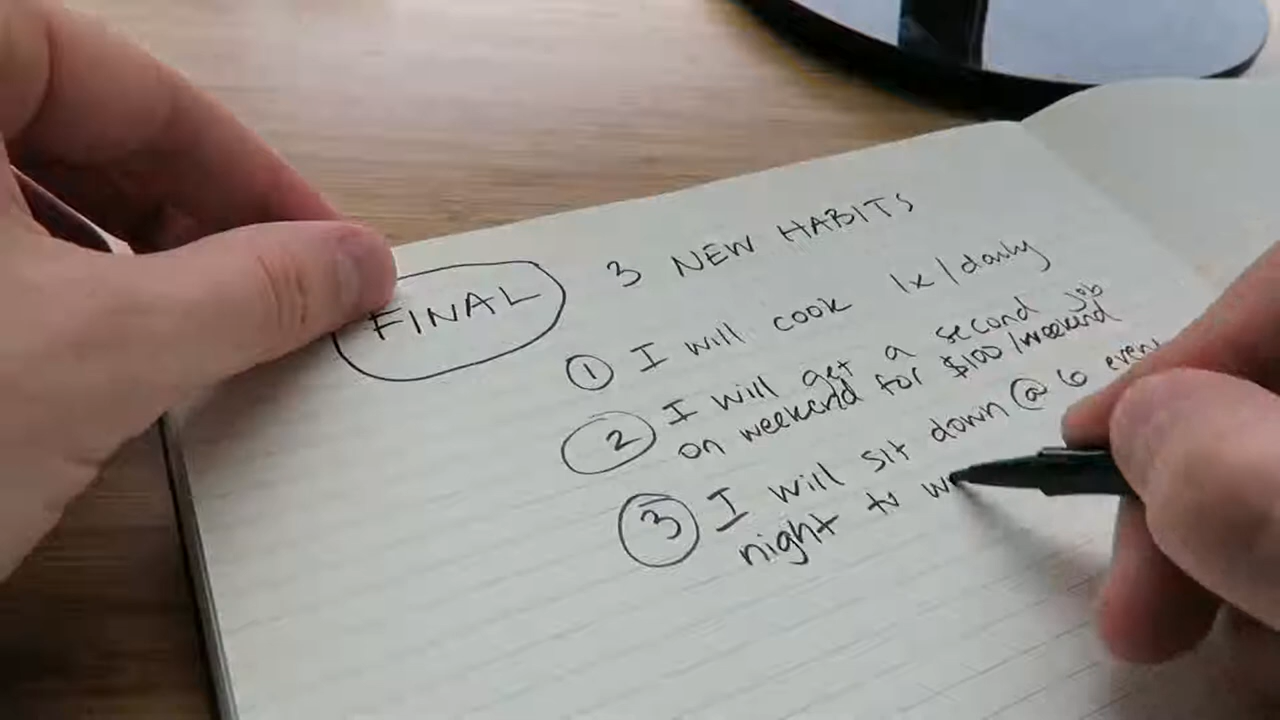 FINAL
3 NEW HABITS
① I will cook 1x/daily
② I will get a second job
on weekend for $100/weekend
③ I will sit down @ 6
night to